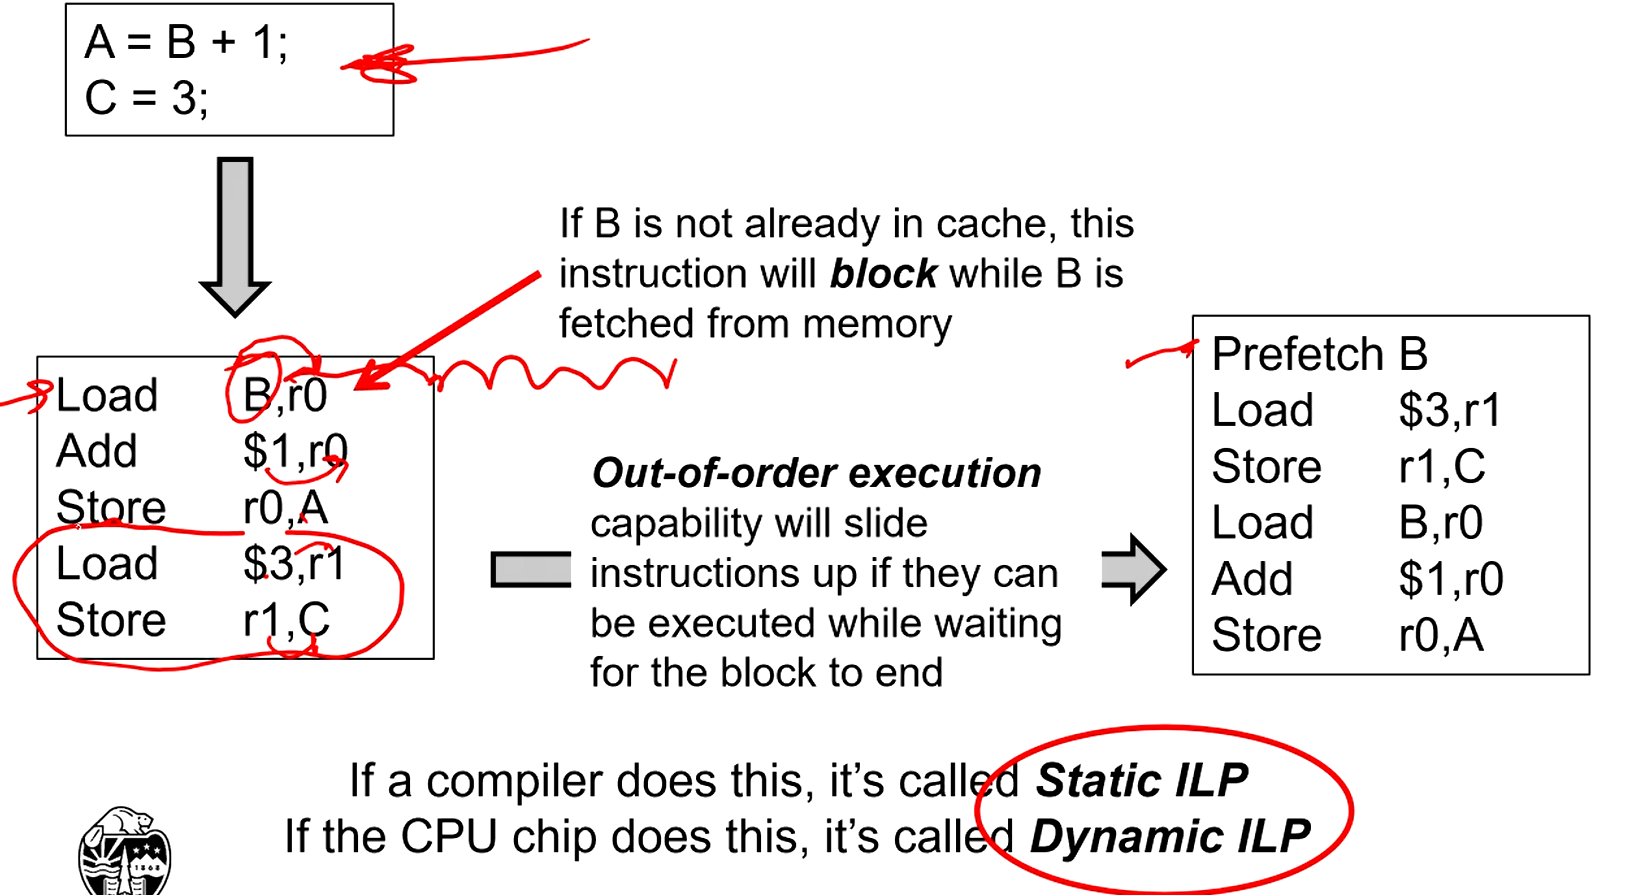 A = B + 1;
C = 3;
If B is not already in cache, this
instruction will block while B is
fetched from memory
Load B,r0
Add $1,r0
Store r0,A
Load $3,r1
Store r1,C
Out-of-order execution
capability will slide
instructions up if they can
be executed while waiting
for the block to end
Prefetch B
Load $3,r1
Store r1,C
Load B,r0
Add $1,r0
Store r0,A
If a compiler does this, it’s called Static ILP
If the CPU chip does this, it’s called Dynamic ILP
1868